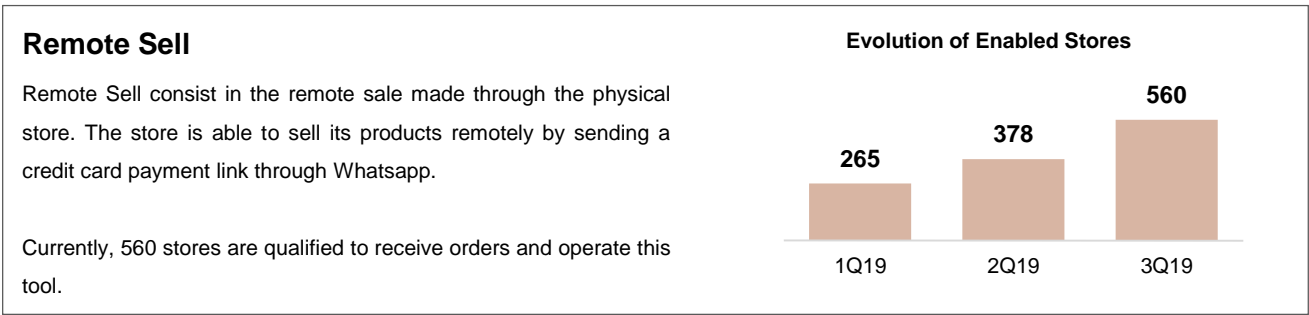 Remote Sell
Remote Sell consist in the remote sale made through the physical
store. The store is able to sell its products remotely by sending a
credit card payment link through Whatsapp.
Currently, 560 stores are qualified to receive orders and operate this
tool.
Evolution of Enabled Stores
265
378
560
1Q19
2Q19
3Q19